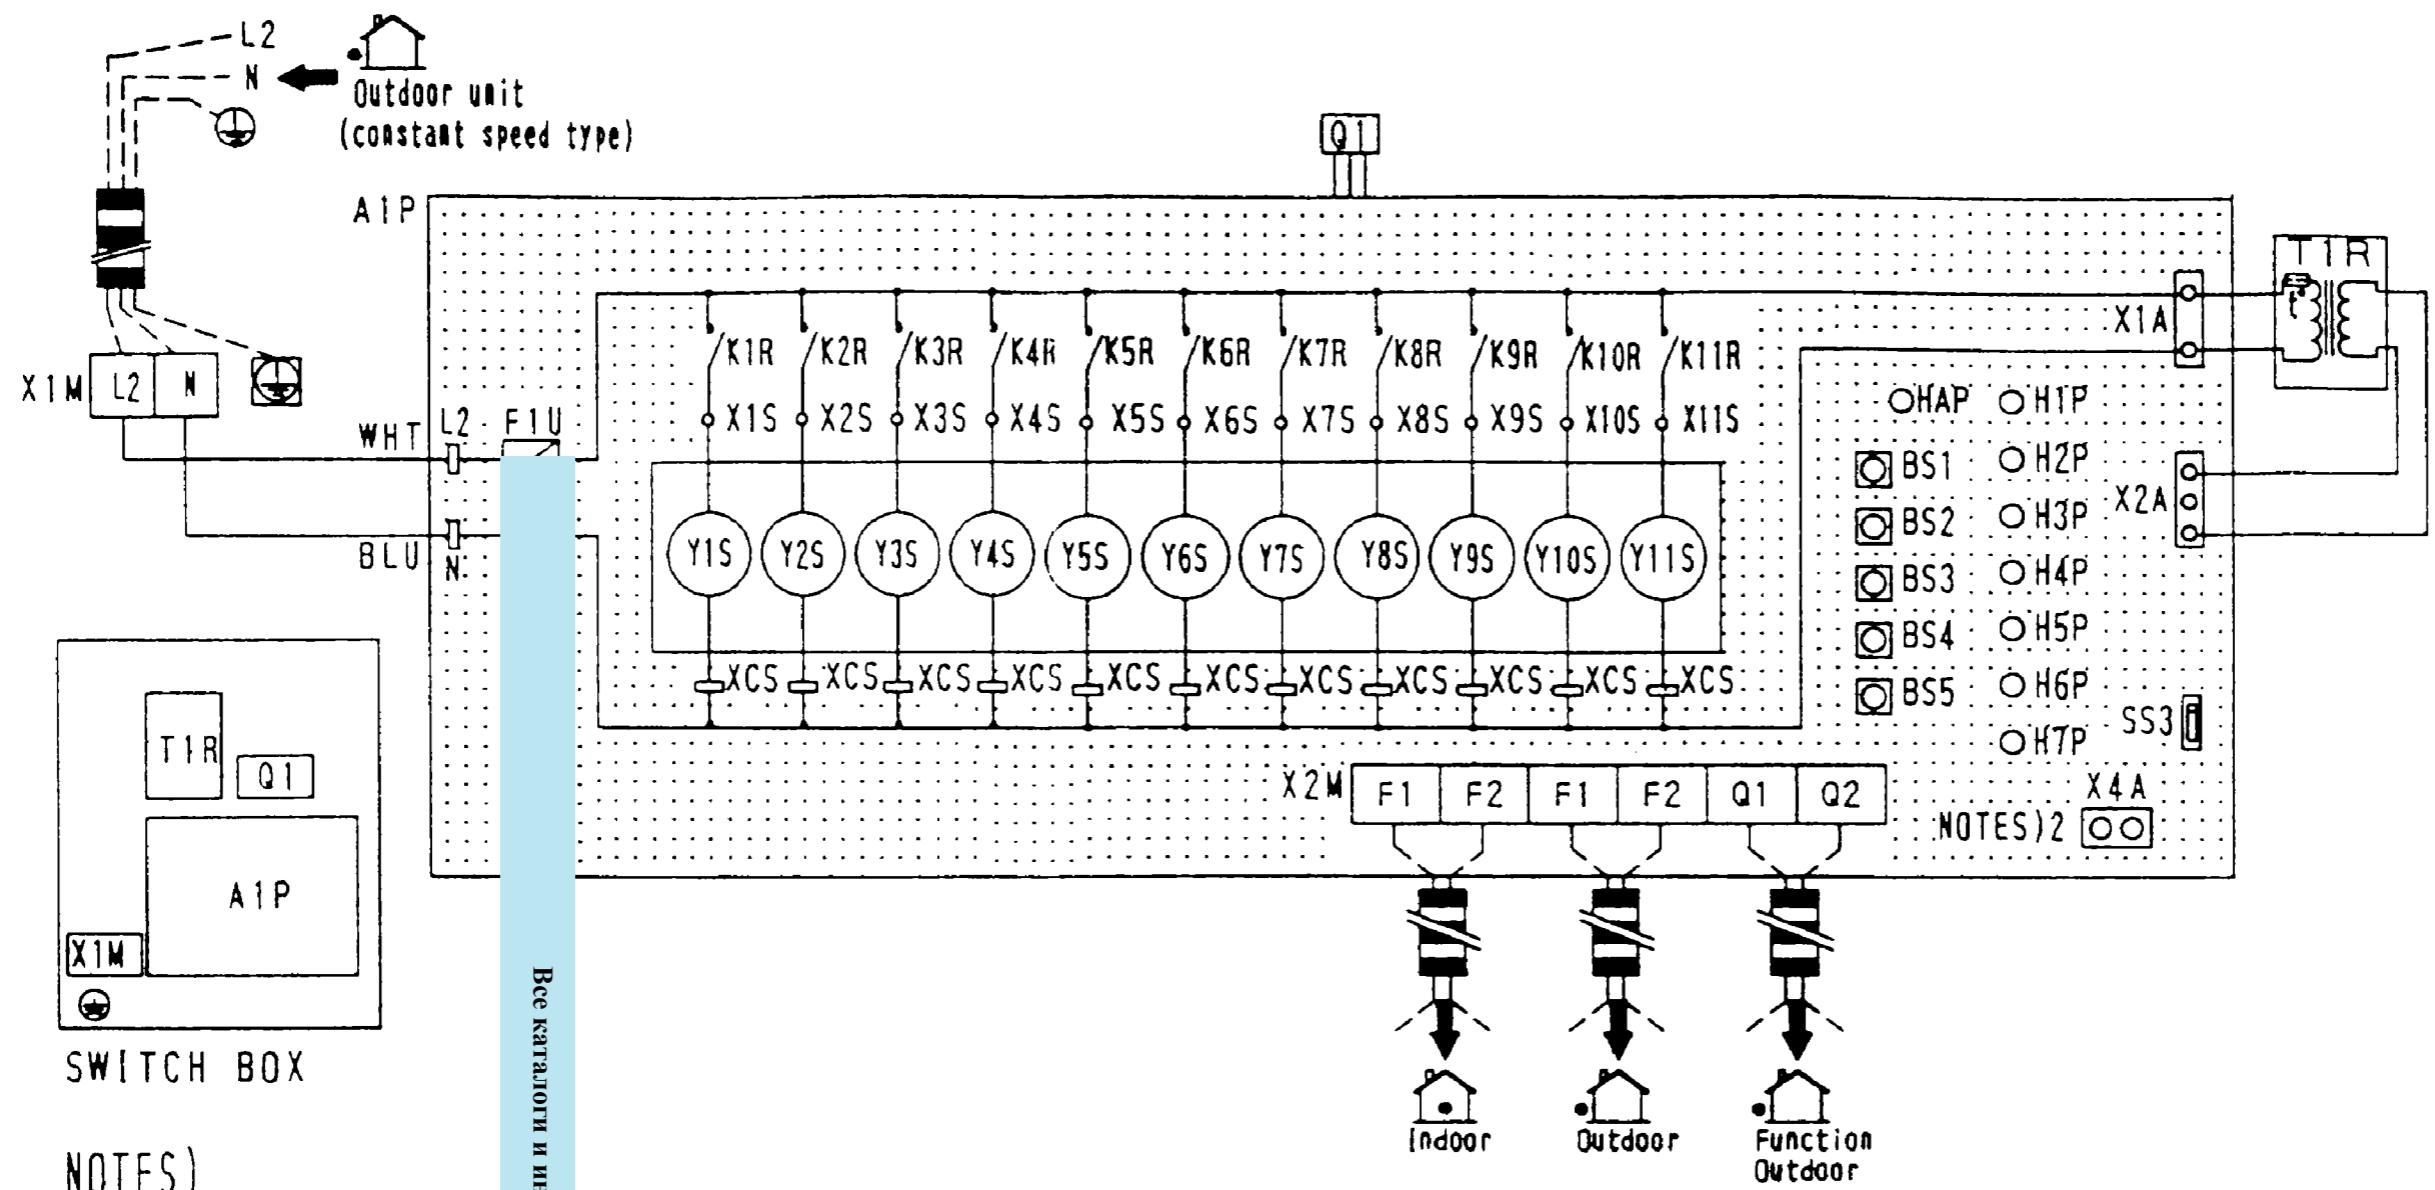 L2
N
Outdoor unit
(constant speed type)
Q1
A1P
T1R
X1A
K1R K2R K3R K4R K5R K6R K7R K8R K9R K10R K11R
X1M L2 N
HAP H1P
X1S X2S X3S X4S X5S X6S X7S X8S X9S X10S X11S
WHT L2 F1U
BS1 H2P
X2A
BS2 H3P
Y1S Y2S Y3S Y4S Y5S Y6S Y7S Y8S Y9S Y10S Y11S
BLU N
BS3 H4P
BS4 H5P
XCS XCS XCS XCS XCS XCS XCS XCS XCS XCS XCS
BS5 H6P
SS3
H7P
T1R
Q1
X2M F1 F2 F1 F2 Q1 Q2
X4A
NOTES)2
A1P
X1M
SWITCH BOX
Indoor
Outdoor
Function
Outdoor
NOTES)
Все каталоги и